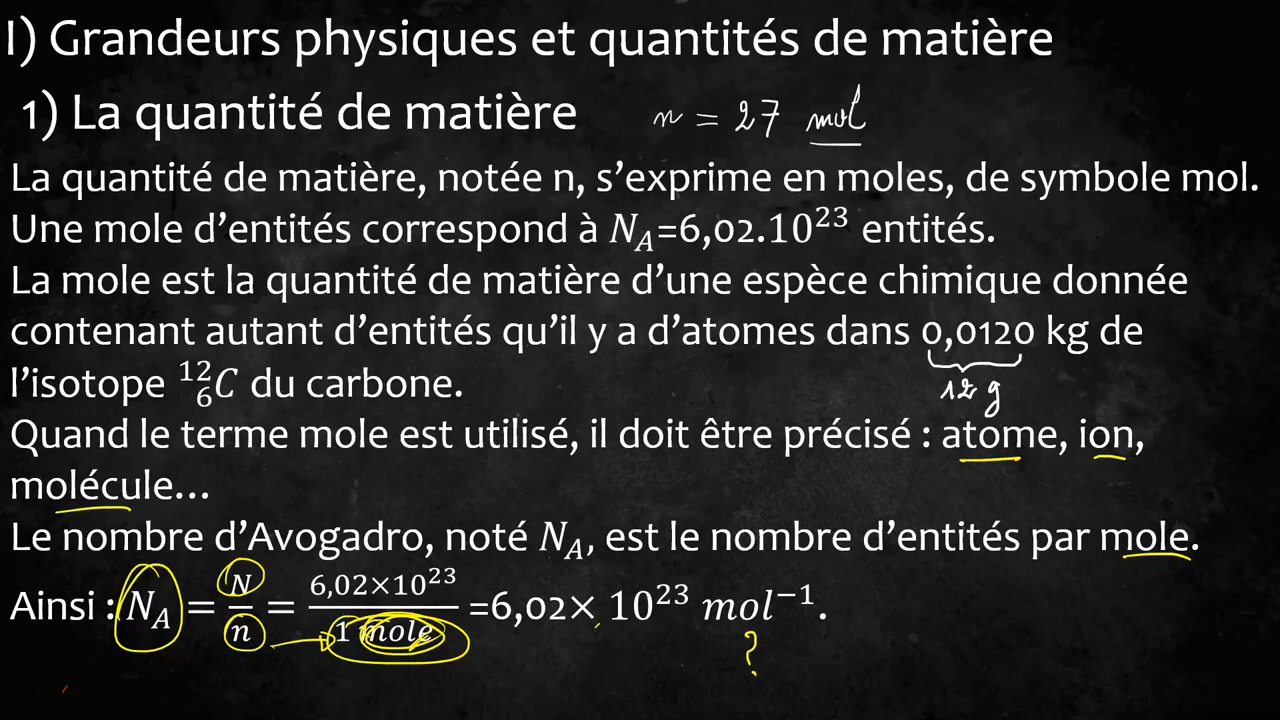 I) Grandeurs physiques et quantités de matière
1) La quantité de matière n = 27 mol
La quantité de matière, notée n, s'exprime en moles, de symbole mol.
Une mole d'entités correspond à N_A=6,02.10^23 entités.
La mole est la quantité de matière d'une espèce chimique donnée
contenant autant d'entités qu'il y a d'atomes dans 0,0120 kg de
l'isotope ^12_6 C du carbone. 12 g
Quand le terme mole est utilisé, il doit être précisé : atome, ion,
molécule…
Le nombre d'Avogadro, noté N_A, est le nombre d'entités par mole.
Ainsi : N_A = N/n = 6,02×10^23/1 mole =6,02× 10^23 mol^−1.
?